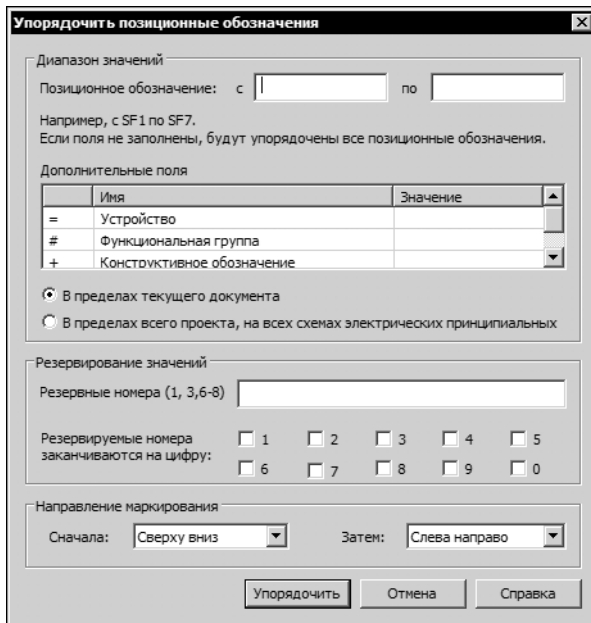 Упорядочить позиционные обозначения
Диапазон значений
Позиционное обозначение: с по
Например, с SF1 по SF7.
Если поля не заполнены, будут упорядочены все позиционные обозначения.
Дополнительные поля
Имя Значение
= Устройство
# Функциональная группа
+ Конструктивное обозначение
В пределах текущего документа
В пределах всего проекта, на всех схемах электрических принципиальных
Резервирование значений
Резервные номера (1, 3,6-8)
Резервируемые номера
заканчиваются на цифру:
1 2 3 4 5
6 7 8 9 0
Направление маркирования
Сначала: Сверху вниз Затем: Слева направо
Упорядочить Отмена Справка